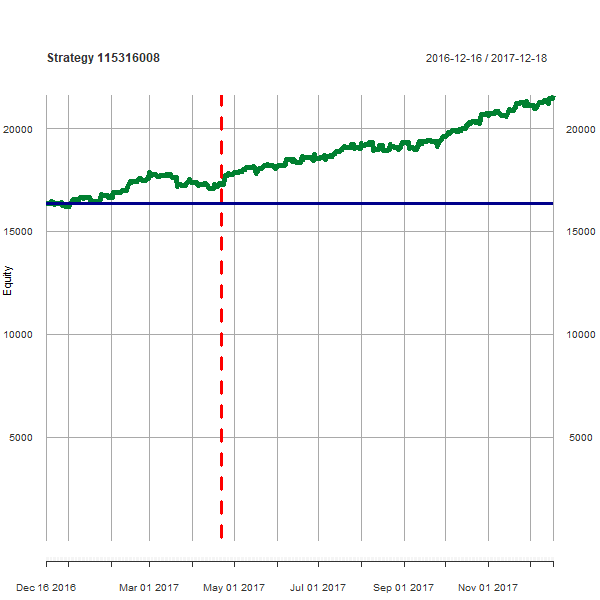 Strategy 115316008
2016-12-16 / 2017-12-18
20000
20000
15000
15000
Equity
10000
10000
5000
5000
Dec 16 2016
Mar 01 2017
May 01 2017
Jul 01 2017
Sep 01 2017
Nov 01 2017